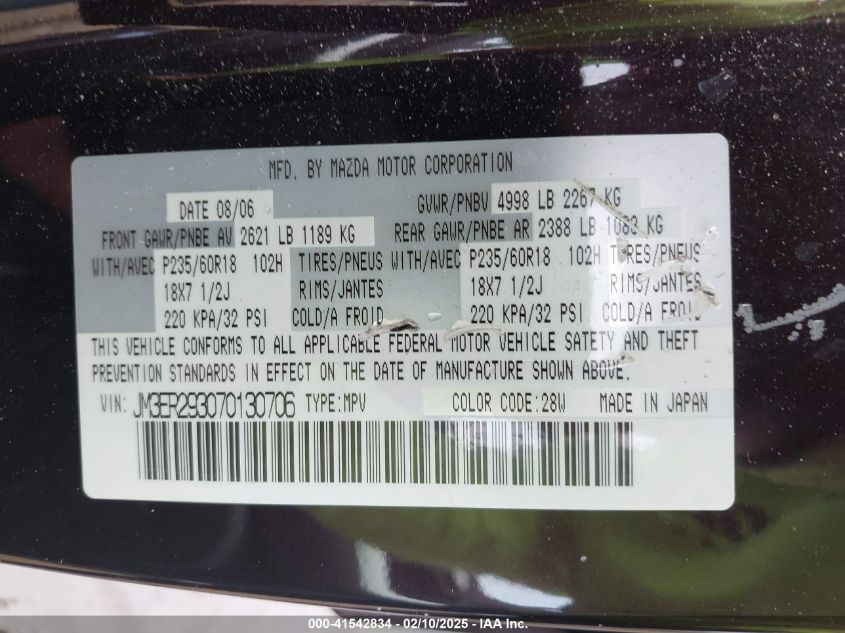 MFD. BY MAZDA MOTOR CORPORATION
DATE 08/06 GVWR/PNBV 4998 LB 2267 KG
FRONT GAWR/PNBE AV 2621 LB 1189 KG REAR GAWR/PNBE AR 2388 LB 1083 KG
WITH/AVEC P235/60R18 102H TIRES/PNEUS WITH/AVEC P235/60R18 102H TIRES/PNEUS
18X7 1/2J RIMS/JANTES 18X7 1/2J RIMS/JANTES
220 KPA/32 PSI COLD/A FROID 220 KPA/32 PSI COLD/A FROID
THIS VEHICLE CONFORMS TO ALL APPLICABLE FEDERAL MOTOR VEHICLE SAFETY AND THEFT
PREVENTION STANDARDS IN EFFECT ON THE DATE OF MANUFACTURE SHOWN ABOVE.
VIN: JM3ER293070130706 TYPE:MPV COLOR CODE:28W MADE IN JAPAN
000-41542834 - 02/10/2025 - IAA Inc.